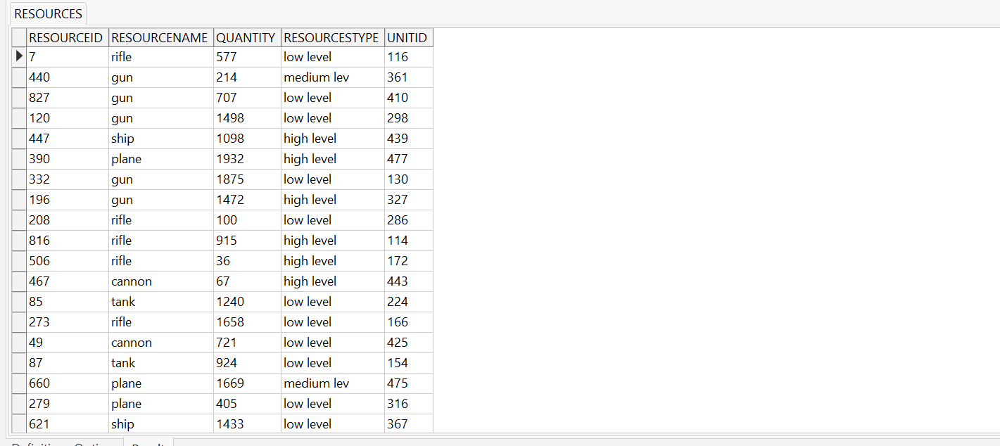 RESOURCES
RESOURCEID RESOURCENAME QUANTITY RESOURCESTYPE UNITID
7 rifle 577 low level 116
440 gun 214 medium lev 361
827 gun 707 low level 410
120 gun 1498 low level 298
447 ship 1098 high level 439
390 plane 1932 high level 477
332 gun 1875 low level 130
196 gun 1472 high level 327
208 rifle 100 low level 286
816 rifle 915 high level 114
506 rifle 36 high level 172
467 cannon 67 high level 443
85 tank 1240 low level 224
273 rifle 1658 low level 166
49 cannon 721 low level 425
87 tank 924 low level 154
660 plane 1669 medium lev 475
279 plane 405 low level 316
621 ship 1433 low level 367